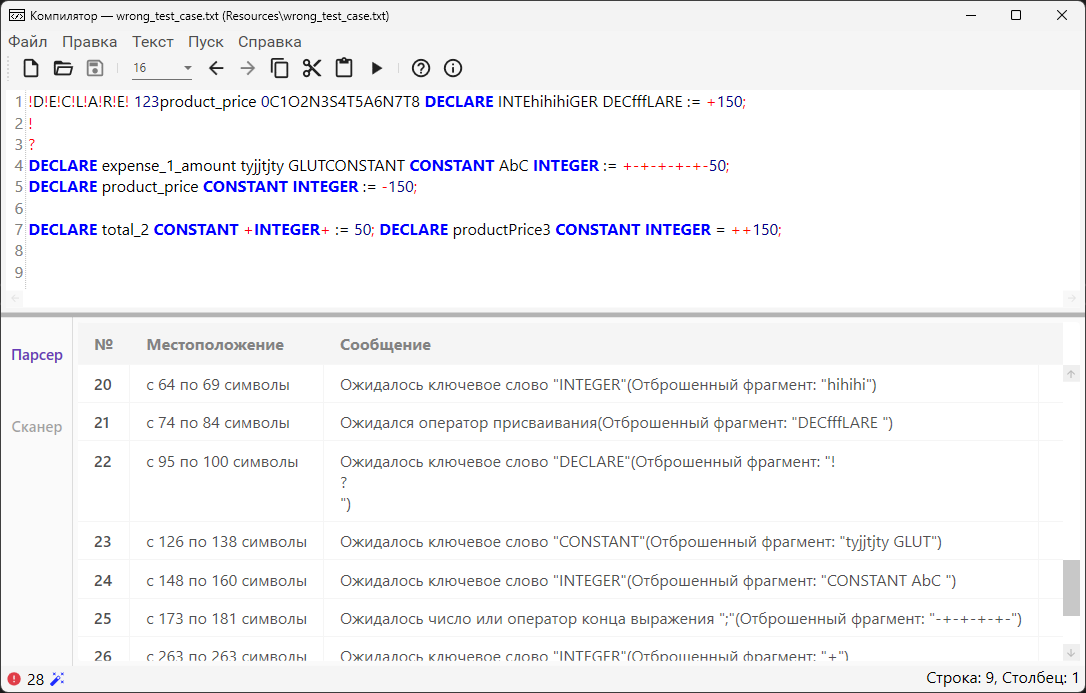 Компилятор — wrong_test_case.txt (Resources\wrong_test_case.txt)
Файл Правка Текст Пуск Справка
16
1 !D!E!C!L!A!R!E! 123product_price 0C1O2N3S4T5A6N7T8 DECLARE INTEhihihiGER DECfffLARE := +150;
2 !
3 ?
4 DECLARE expense_1_amount tyjjtjty GLUTCONSTANT CONSTANT AbC INTEGER := +-+-+-+-+-50;
5 DECLARE product_price CONSTANT INTEGER := -150;
6
7 DECLARE total_2 CONSTANT +INTEGER+ := 50; DECLARE productPrice3 CONSTANT INTEGER = ++150;
8
9
Парсер
Сканер
№ Местоположение Сообщение
20 с 64 по 69 символы Ожидалось ключевое слово "INTEGER"(Отброшенный фрагмент: "hihihi")
21 с 74 по 84 символы Ожидался оператор присваивания(Отброшенный фрагмент: "DECfffLARE ")
22 с 95 по 100 символы Ожидалось ключевое слово "DECLARE"(Отброшенный фрагмент: "!
?
")
23 с 126 по 138 символы Ожидалось ключевое слово "CONSTANT"(Отброшенный фрагмент: "tyjjtjty GLUT")
24 с 148 по 160 символы Ожидалось ключевое слово "INTEGER"(Отброшенный фрагмент: "CONSTANT AbC ")
25 с 173 по 181 символы Ожидалось число или оператор конца выражения ";"(Отброшенный фрагмент: "-+-+-+-+-")
26 с 263 по 263 символы Ожидалось ключевое слово "INTEGER"(Отброшенный фрагмент: "+")
28
Строка: 9, Столбец: 1